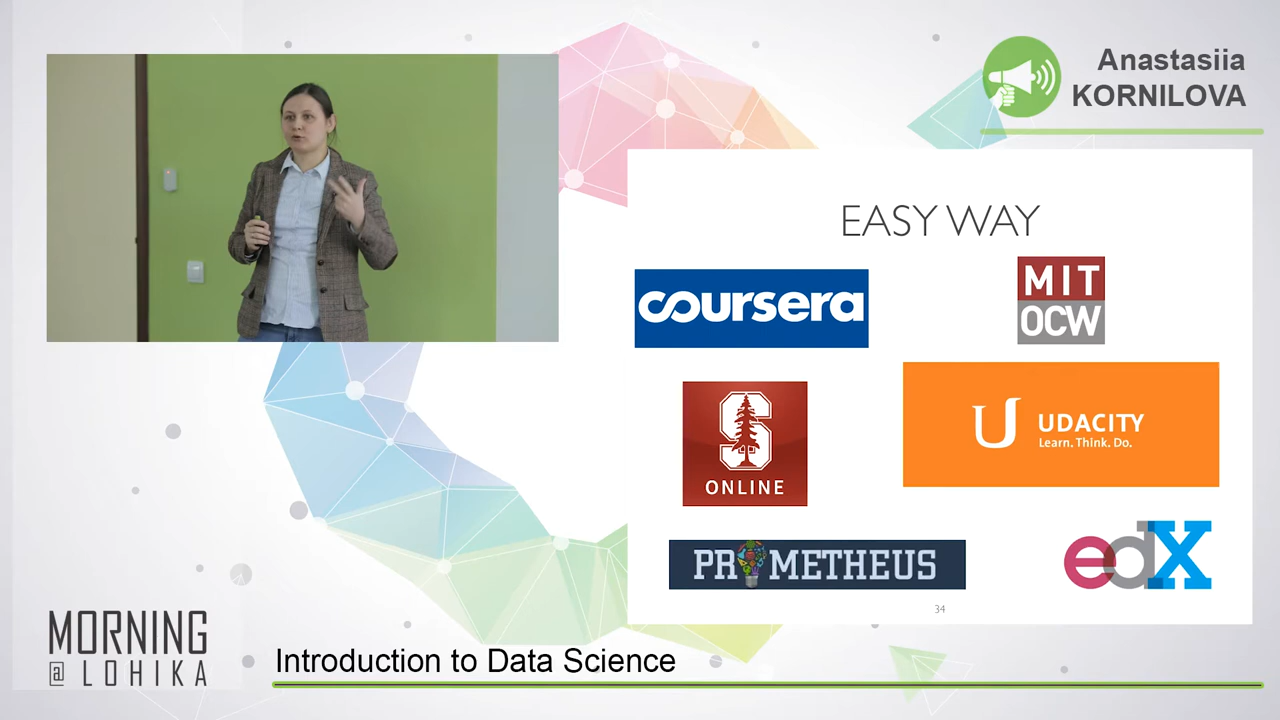 Anastasiia
KORNILOVA
EASY WAY
coursera
MIT
OCW
S
ONLINE
U UDACITY
Learn. Think. Do.
PROMETHEUS
edX
34
MORNING
@ LOHIKA
Introduction to Data Science